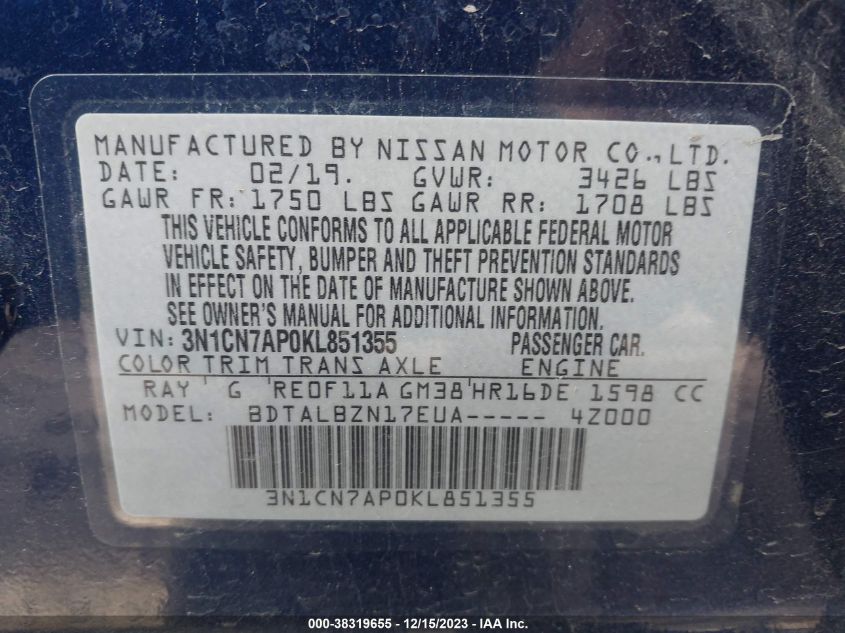 MANUFACTURED BY NISSAN MOTOR CO., LTD.
DATE: 02/19. GVWR: 3426 LBS
GAWR FR: 1750 LBS GAWR RR: 1708 LBS
THIS VEHICLE CONFORMS TO ALL APPLICABLE FEDERAL MOTOR
VEHICLE SAFETY, BUMPER AND THEFT PREVENTION STANDARDS
IN EFFECT ON THE DATE OF MANUFACTURE SHOWN ABOVE.
SEE OWNER'S MANUAL FOR ADDITIONAL INFORMATION
VIN: 3N1CN7AP0KL851355 PASSENGER CAR.
COLOR TRIM TRANS AXLE ENGINE
RAY ' G 'RE0F11A GM38'HR16DE 1598 CC
MODEL: BDTALBZN17EUA----- 4Z000
3N1CN7AP0KL851355
000-38319655 - 12/15/2023 - IAA Inc.